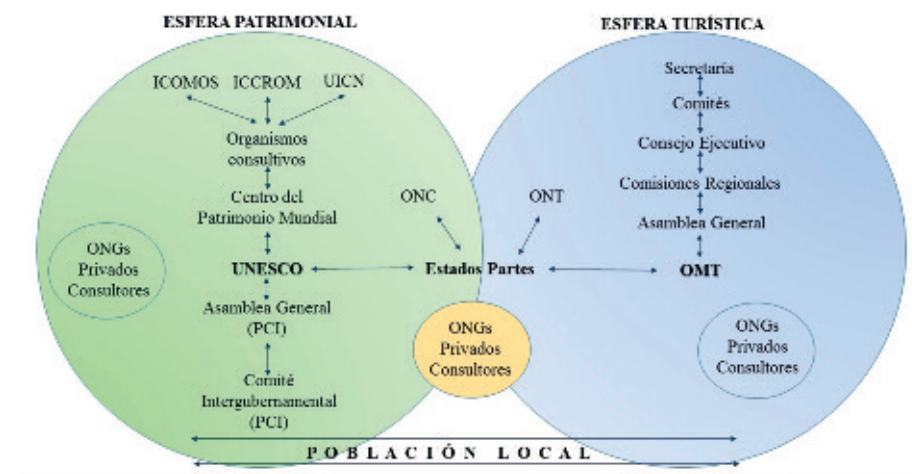 ESFERA PATRIMONIAL
ESFERA TURÍSTICA
ICOMOS
ICCROM
UICN
Organismos
consultivos
Centro del
Patrimonio Mundial
UNESCO
Asamblea General
(PCI)
Comité
Intergubernamental
(PCI)
ONGs
Privados
Consultores
ONC
ONT
Estados Partes
ONGs
Privados
Consultores
Secretaría
Comités
Consejo Ejecutivo
Comisiones Regionales
Asamblea General
OMT
ONGs
Privados
Consultores
POBLACIÓN LOCAL